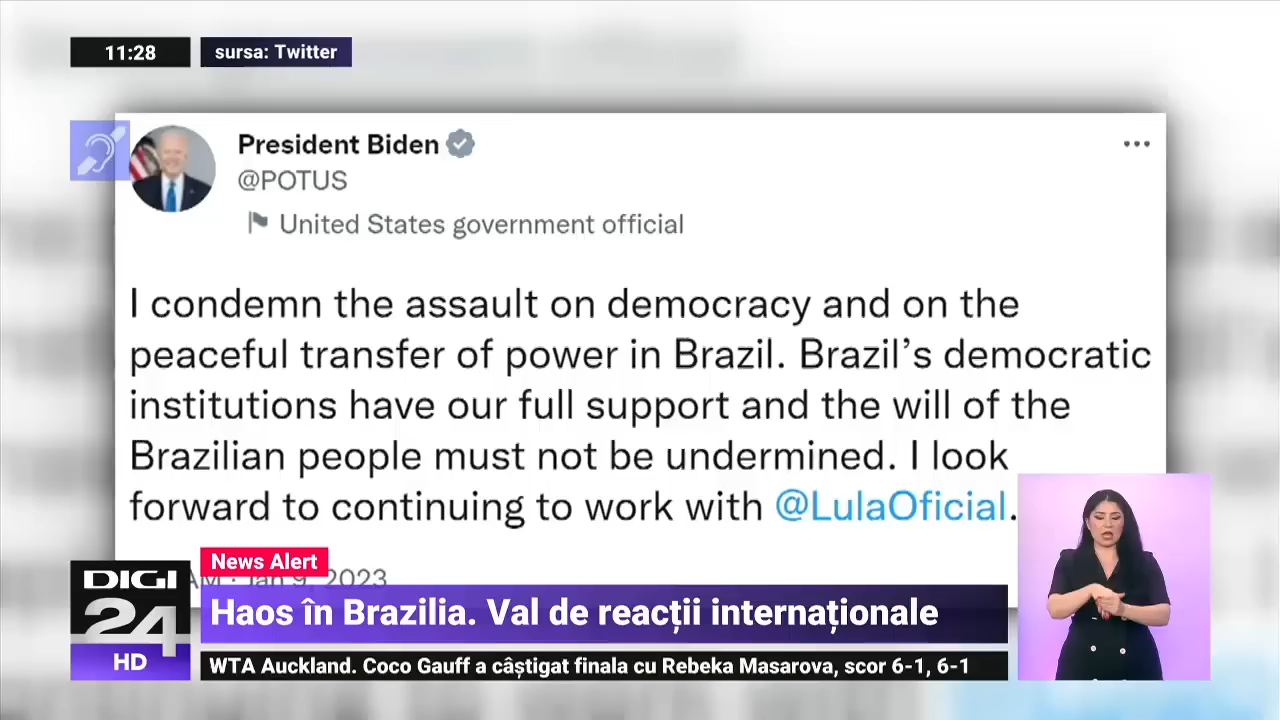 11:28
sursa: Twitter
President Biden
@POTUS
United States government official
I condemn the assault on democracy and on the
peaceful transfer of power in Brazil. Brazil's democratic
institutions have our full support and the will of the
Brazilian people must not be undermined. I look
forward to continuing to work with @LulaOficial.
AM · Jan 9, 2023
News Alert
DIGI
24
HD
Haos în Brazilia. Val de reacții internaționale
WTA Auckland. Coco Gauff a câștigat finala cu Rebeka Masarova, scor 6-1, 6-1